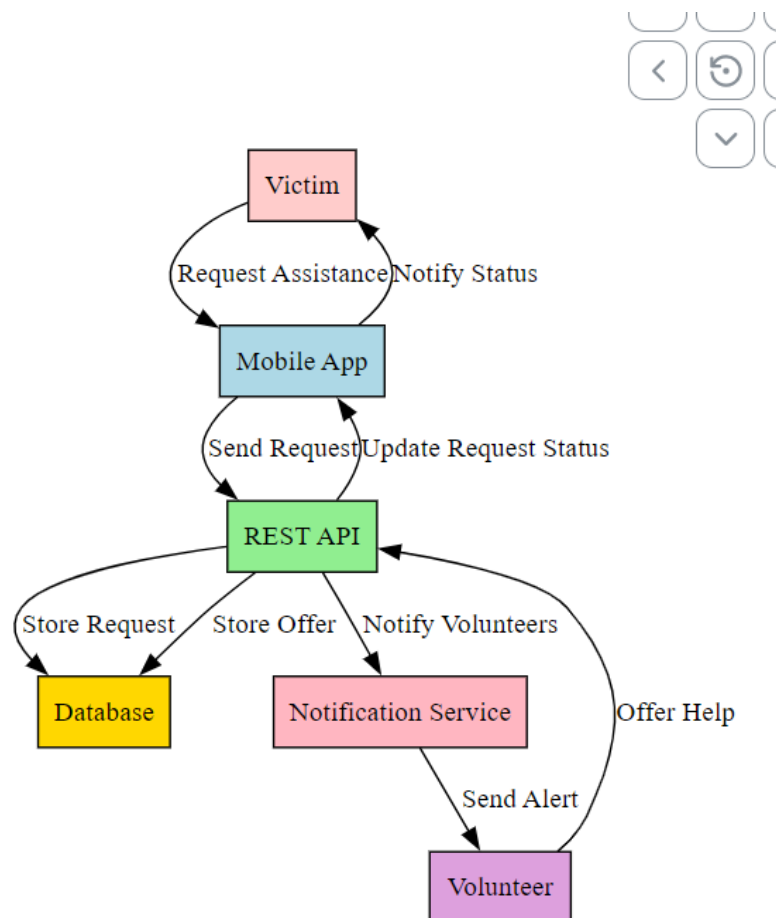 Victim
Request Assistance
Notify Status
Mobile App
Send Request
Update Request Status
REST API
Store Request
Store Offer
Notify Volunteers
Database
Notification Service
Offer Help
Send Alert
Volunteer